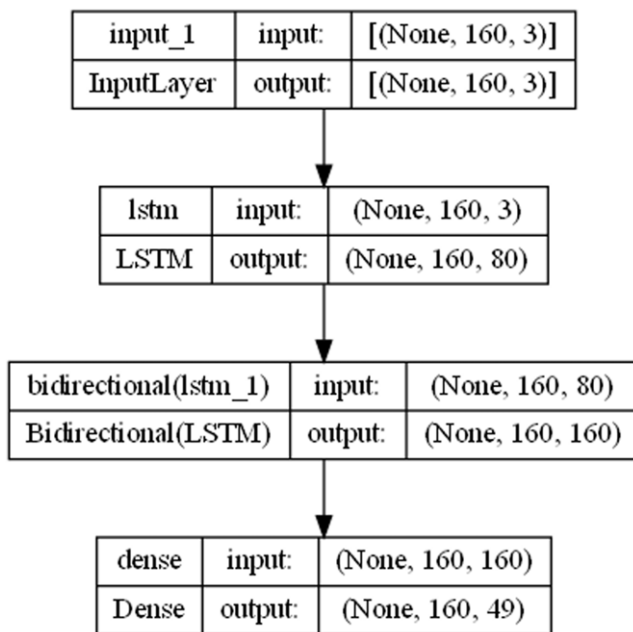 input_1 input: [(None, 160, 3)]
InputLayer output: [(None, 160, 3)]
lstm input: (None, 160, 3)
LSTM output: (None, 160, 80)
bidirectional(lstm_1) input: (None, 160, 80)
Bidirectional(LSTM) output: (None, 160, 160)
dense input: (None, 160, 160)
Dense output: (None, 160, 49)